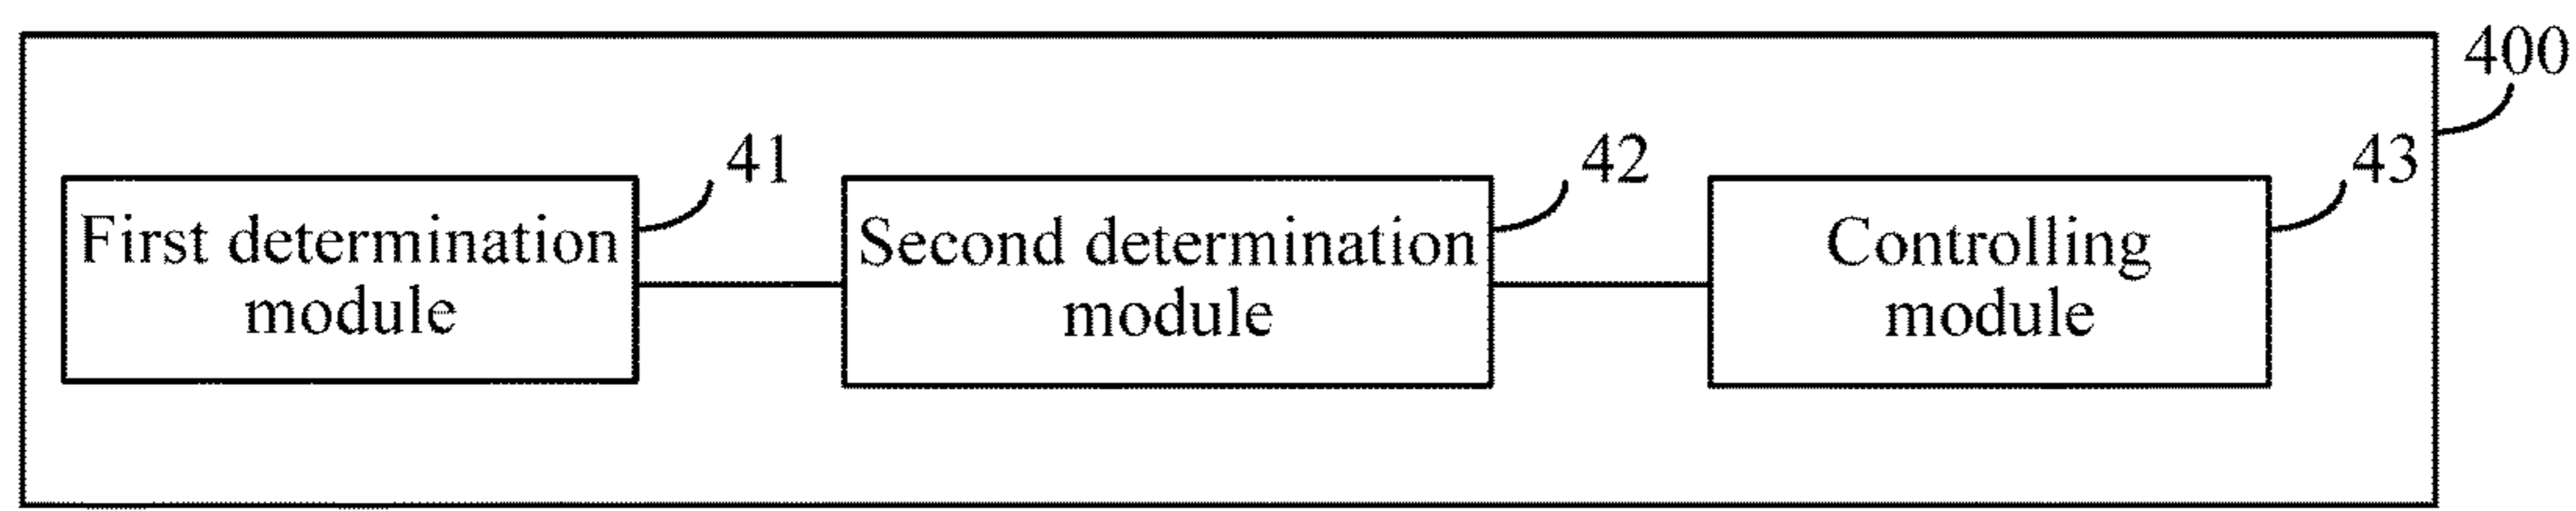 400
41
42
43
First determination
module
Second determination
module
Controlling
module